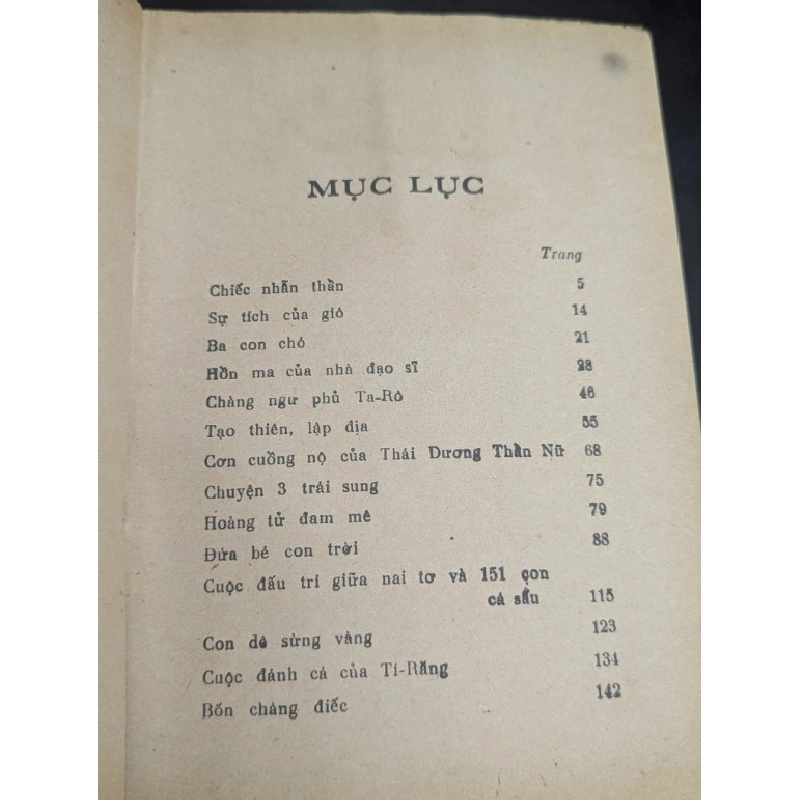 MỤC LỤC
Trang
Chiếc nhẫn thần 5
Sự tích của gió 14
Ba con chó 21
Hồn ma của nhà đạo sĩ 28
Chàng ngư phủ Ta-Rô 46
Tạo thiên, lập địa 55
Cơn cuồng nộ của Thái Dương Thần Nữ 68
Chuyện 3 trái sung 75
Hoàng tử đam mê 79
Đứa bé con trời 88
Cuộc đấu trí giữa nai tơ và 151 con
cá sấu 115
Con dê sừng vàng 123
Cuộc đánh cá của Tí-Rắng 134
Bốn chàng điếc 142